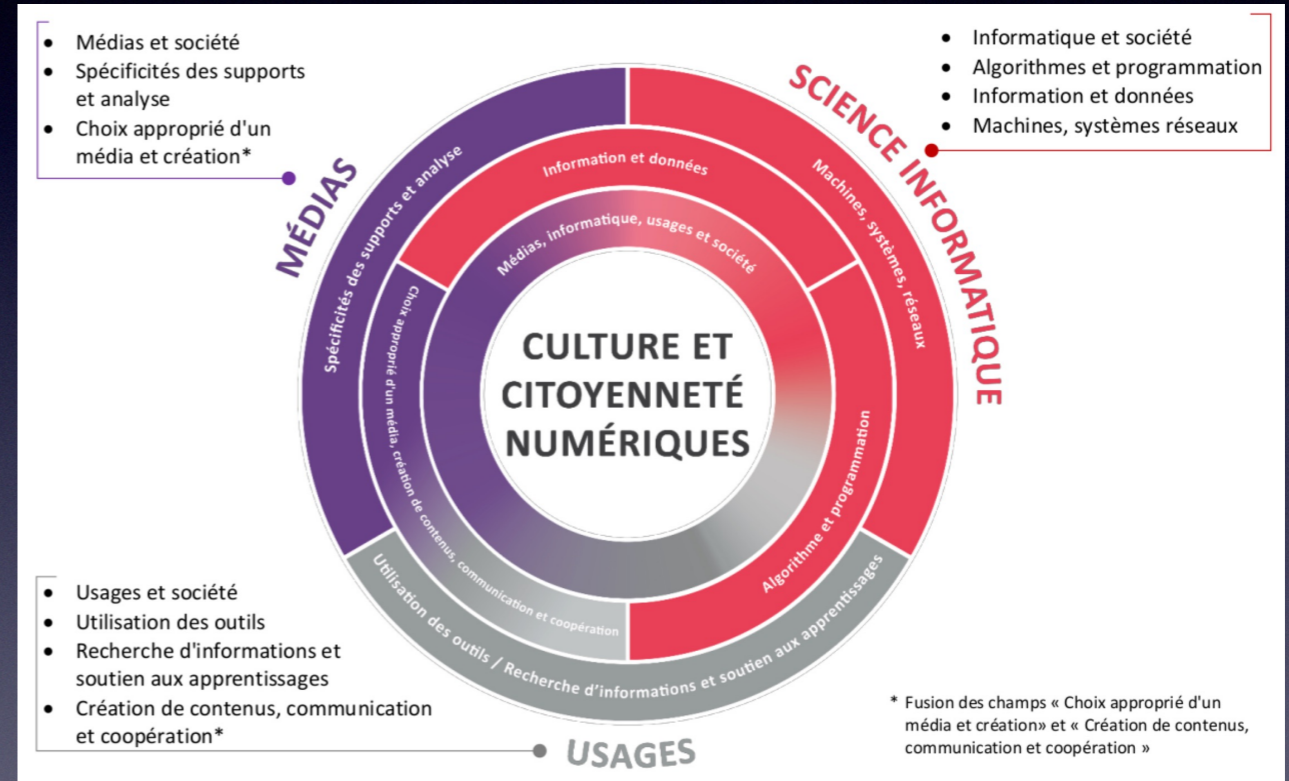 • Médias et société
• Spécificités des supports
et analyse
• Choix approprié d'un
média et création*
• Informatique et société
• Algorithmes et programmation
• Information et données
• Machines, systèmes réseaux
MÉDIAS
SCIENCE INFORMATIQUE
Spécificités des supports et analyse
Information et données
Machines, systèmes, réseaux
Médias, informatique, usages et société
Choix approprié d'un média, création de contenus, communication et coopération
CULTURE ET
CITOYENNETÉ
NUMÉRIQUES
Algorithme et programmation
Utilisation des outils / Recherche d'informations et soutien aux apprentissages
• Usages et société
• Utilisation des outils
• Recherche d'informations et
soutien aux apprentissages
• Création de contenus, communication
et coopération*
USAGES
* Fusion des champs « Choix approprié d'un
média et création» et « Création de contenus,
communication et coopération »